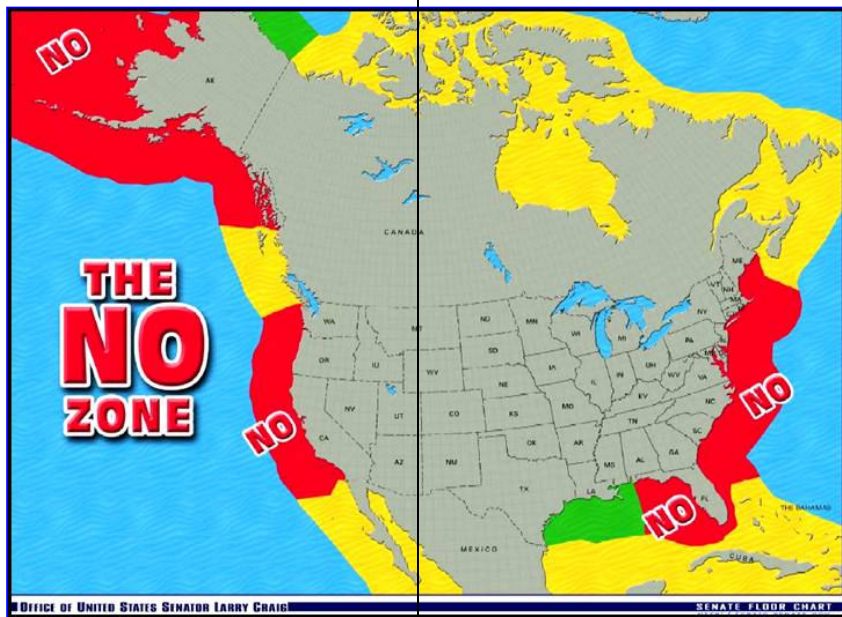 NO
AK
CANADA
THE
NO
ZONE
WA
MT
ND
MN
ME
VT
NH
MA
NY
WI
MI
OR
ID
SD
WY
IA
PA
NE
IL
IN
OH
NV
UT
CO
KS
MO
KY
WV
VA
NO
NO
CA
AZ
NM
OK
AR
TN
NC
SC
MS
AL
GA
TX
LA
FL
NO
THE BAHAMAS
MEXICO
CUBA
OFFICE OF UNITED STATES SENATOR LARRY CRAIG
SENATE FLOOR CHART